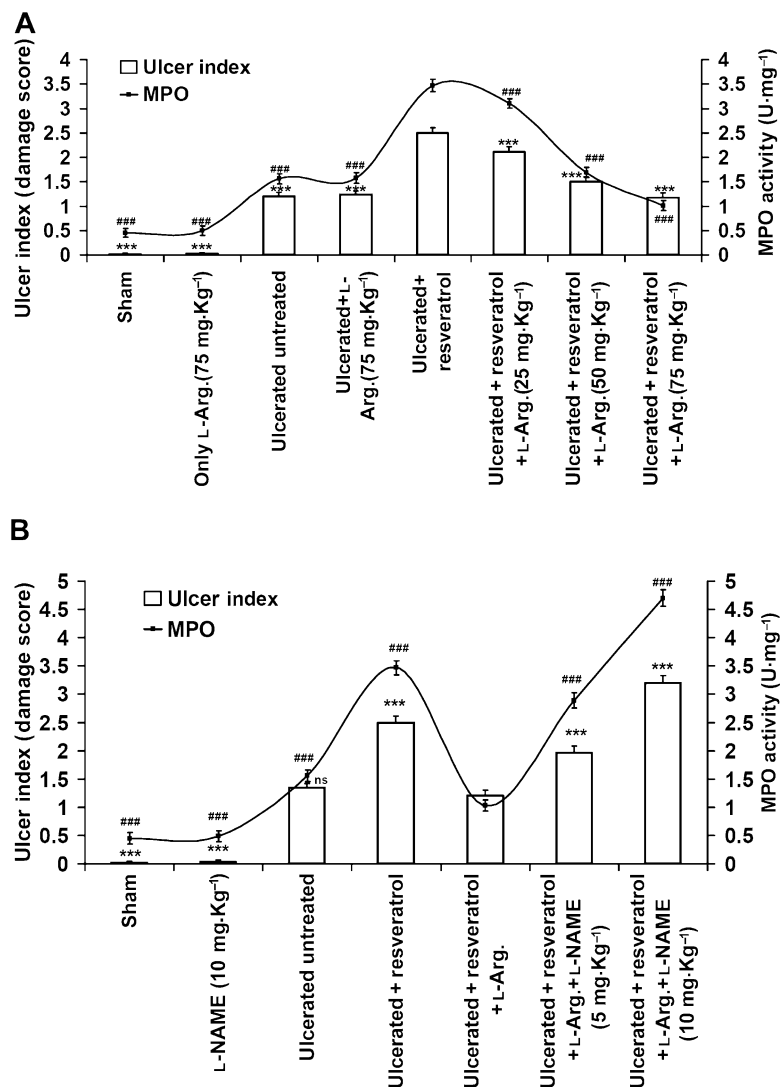 A
Ulcer index (damage score)
4
3.5
3
2.5
2
1.5
1
0.5
0
Ulcer index
MPO
###
***
###
***
###
***
###
***
###
***
###
***
***
###
4
3.5
3
2.5
2
1.5
1
0.5
0
MPO activity (U·mg⁻¹)
Sham
Only L-Arg.(75 mg·Kg⁻¹)
Ulcerated untreated
Ulcerated+L-
Arg.(75 mg·Kg⁻¹)
Ulcerated+
resveratrol
Ulcerated + resveratrol
+L-Arg.(25 mg·Kg⁻¹)
Ulcerated + resveratrol
+L-Arg.(50 mg·Kg⁻¹)
Ulcerated + resveratrol
+L-Arg.(75 mg·Kg⁻¹)
B
Ulcer index (damage score)
5
4.5
4
3.5
3
2.5
2
1.5
1
0.5
0
Ulcer index
MPO
###
***
###
***
###
ns
###
***
###
***
###
***
5
4.5
4
3.5
3
2.5
2
1.5
1
0.5
0
MPO activity (U·mg⁻¹)
Sham
L-NAME (10 mg·Kg⁻¹)
Ulcerated untreated
Ulcerated + resveratrol
Ulcerated + resveratrol
+L-Arg.
Ulcerated + resveratrol
+L-Arg.+L-NAME
(5 mg·Kg⁻¹)
Ulcerated + resveratrol
+L-Arg.+L-NAME
(10 mg·Kg⁻¹)